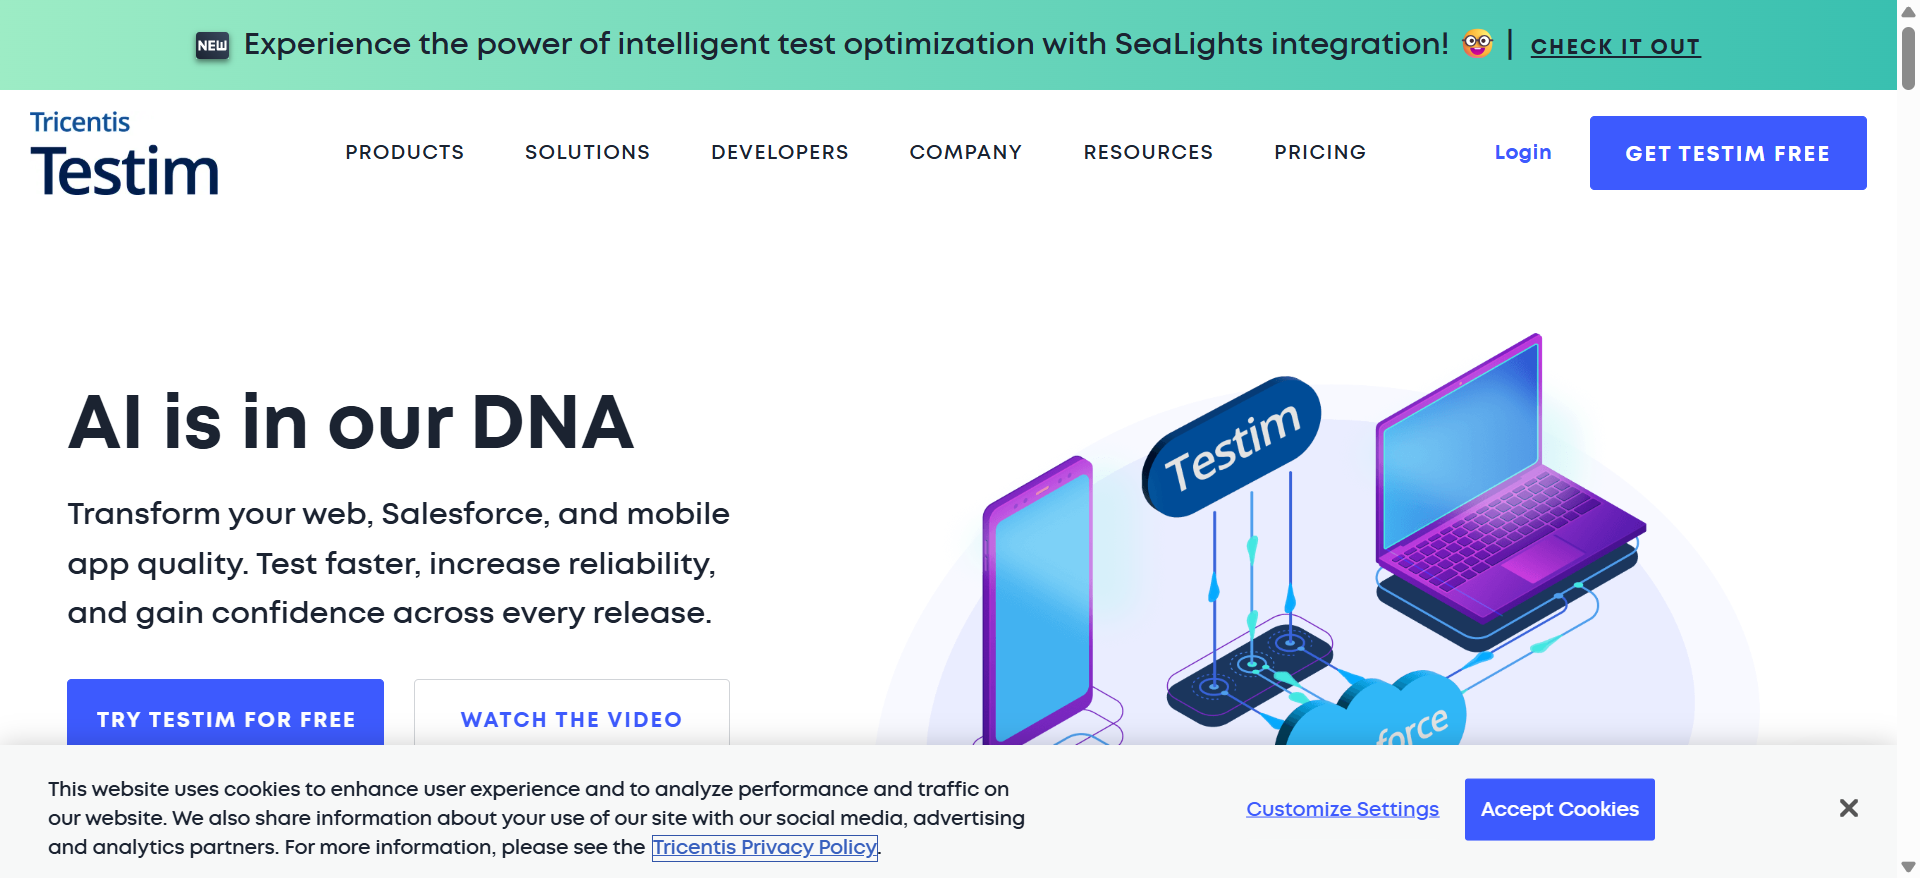 NEW Experience the power of intelligent test optimization with SeaLights integration! 🤓 | CHECK IT OUT
Tricentis
Testim
PRODUCTS SOLUTIONS DEVELOPERS COMPANY RESOURCES PRICING Login GET TESTIM FREE
AI is in our DNA
Transform your web, Salesforce, and mobile
app quality. Test faster, increase reliability,
and gain confidence across every release.
TRY TESTIM FOR FREE WATCH THE VIDEO
Testim
force
This website uses cookies to enhance user experience and to analyze performance and traffic on
our website. We also share information about your use of our site with our social media, advertising
and analytics partners. For more information, please see the Tricentis Privacy Policy.
Customize Settings Accept Cookies